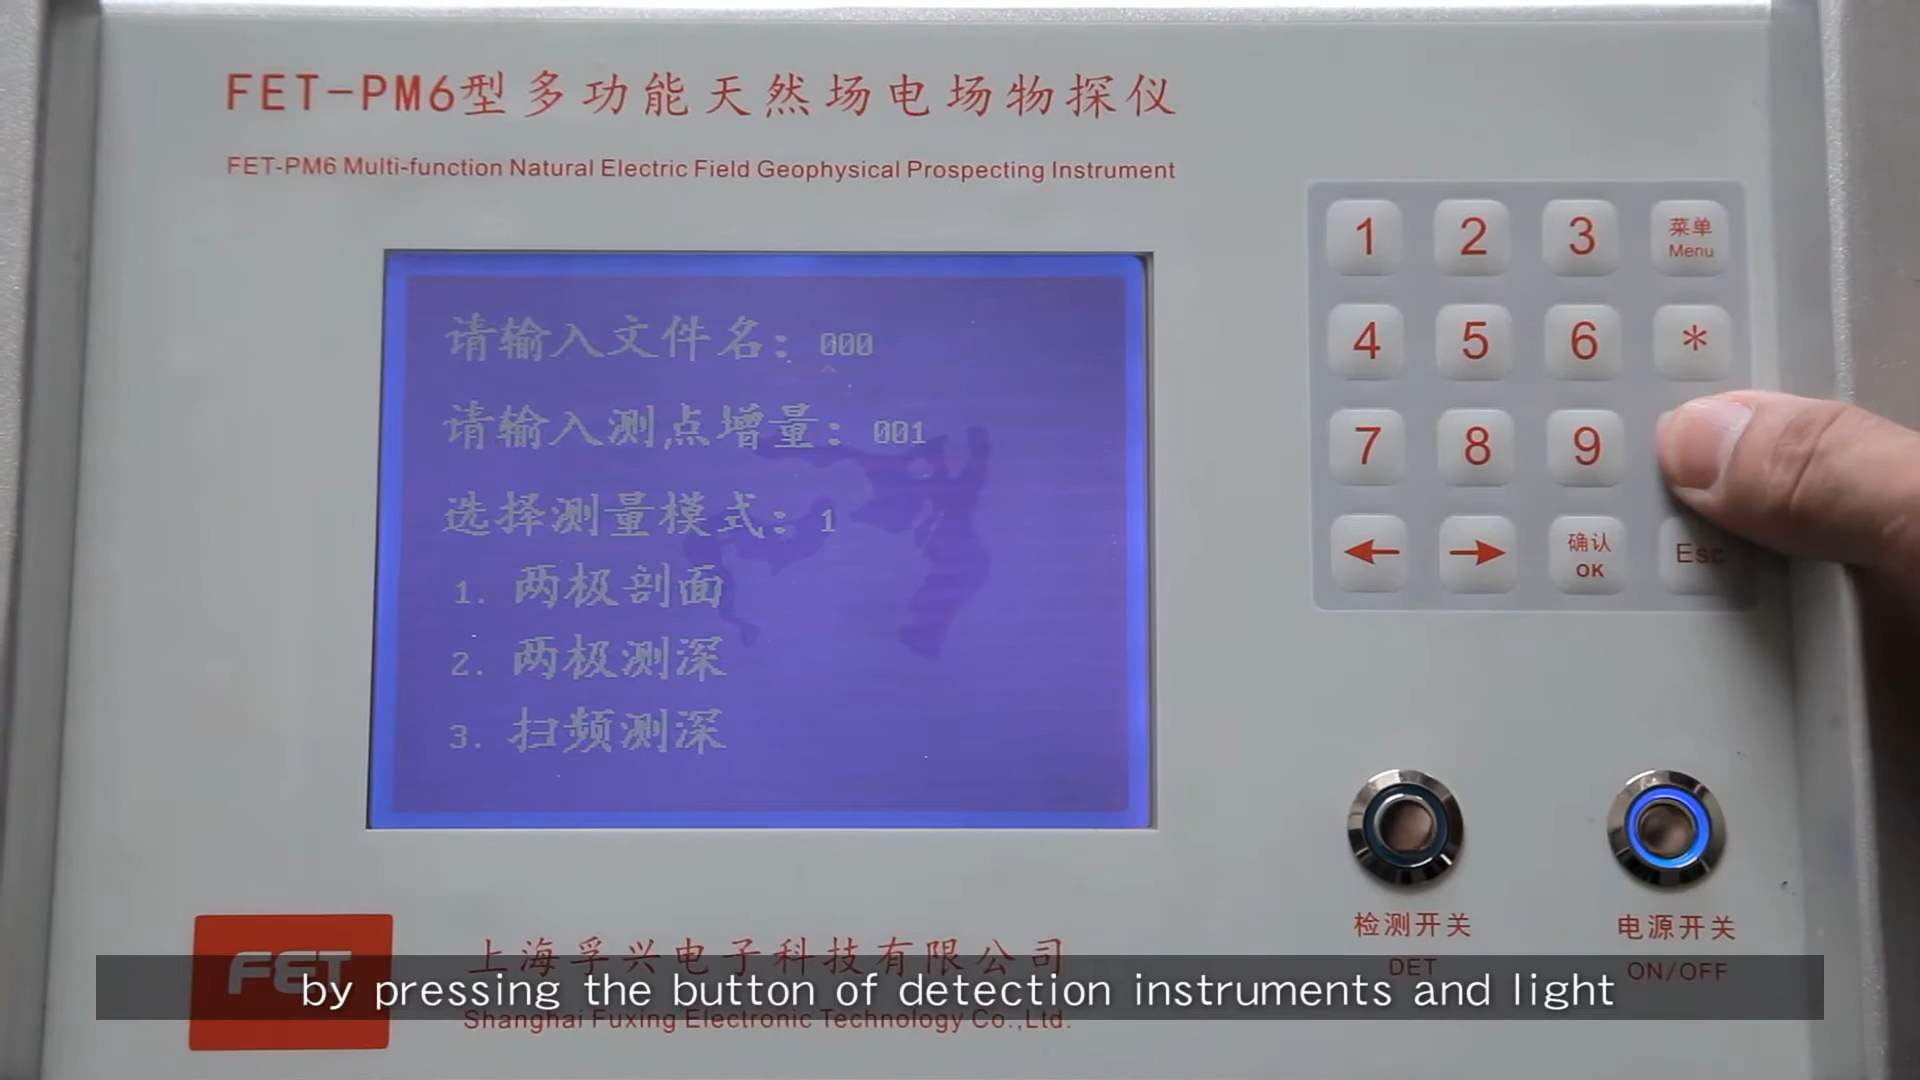 FET-PM6型多功能天然场电场物探仪
FET-PM6 Multi-function Natural Electric Field Geophysical Prospecting Instrument
请输入文件名: 000
请输入测点增量: 001
选择测量模式: 1
1. 两极剖面
2. 两极测深
3. 扫频测深
1 2 3 菜单 Menu
4 5 6 *
7 8 9
← → 确认 OK Esc
检测开关
DET
电源开关
ON/OFF
FET
上海孚兴电子科技有限公司
by pressing the button of detection instruments and light
Shanghai Fuxing Electronic Technology Co.,Ltd.